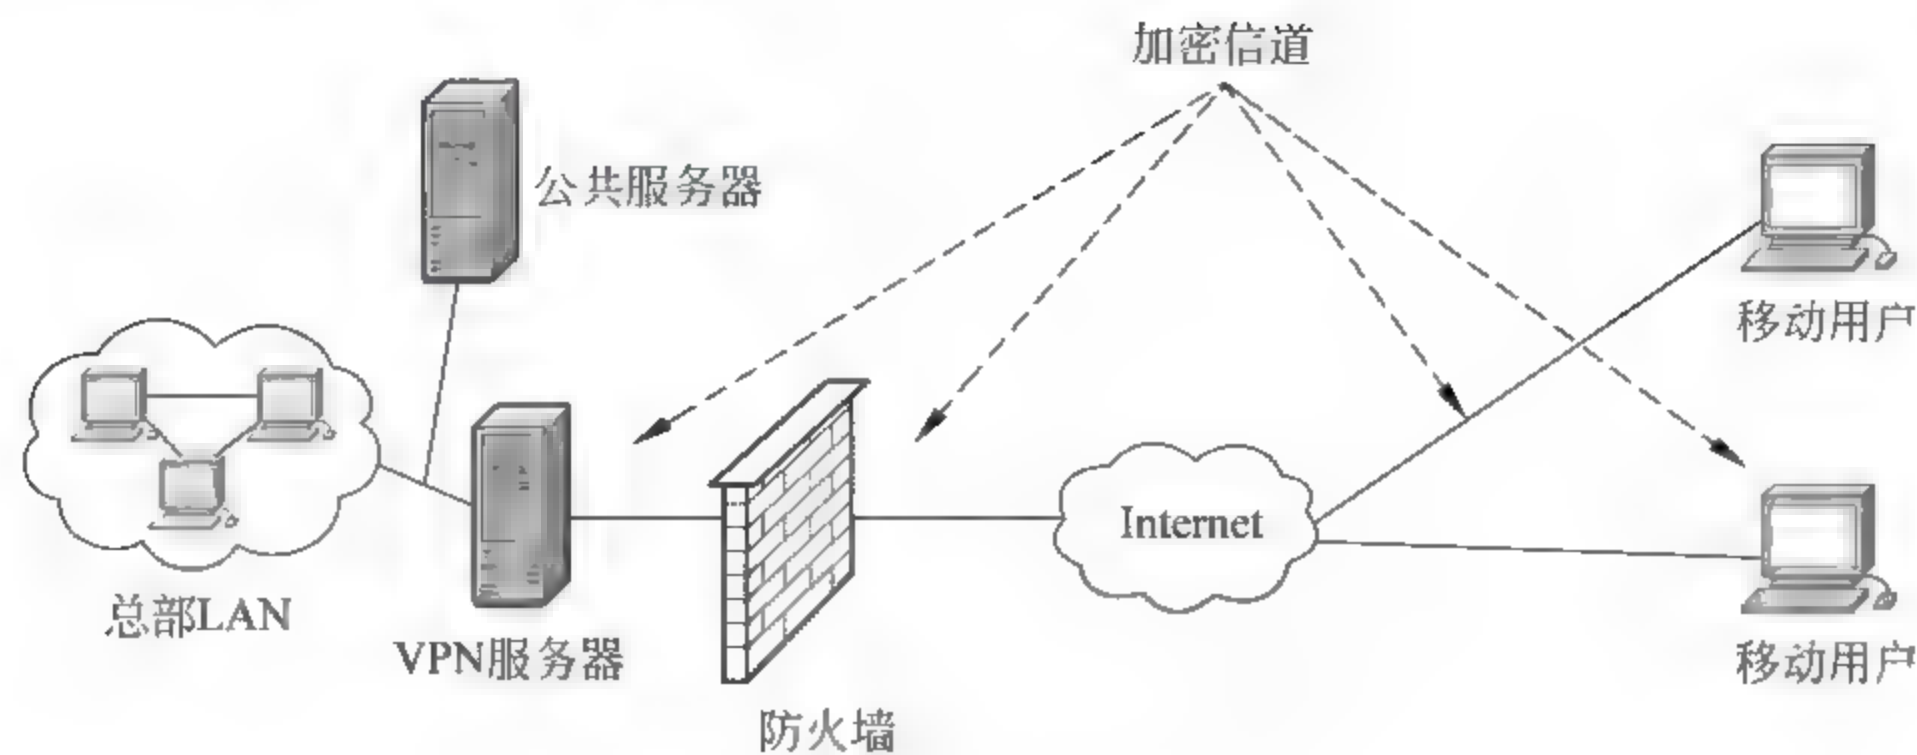 加密信道
公共服务器
移动用户
Internet
总部LAN
VPN服务器
移动用户
防火墙